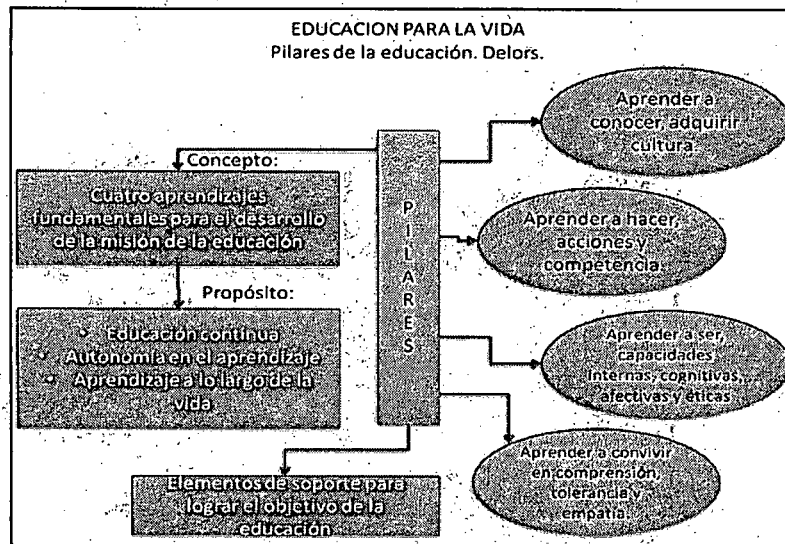 EDUCACION PARA LA VIDA
Pilares de la educación. Delors.
Concepto:
Cuatro aprendizajes
fundamentales para el desarrollo
de la misión de la educación
Propósito:
• Educación continua
• Autonomía en el aprendizaje
• Aprendizaje a lo largo de la
vida
PILARES
Elementos de soporte para
lograr el objetivo de la
educación
Aprender a
conocer, adquirir
cultura.
Aprender a hacer,
acciones y
competencia.
Aprender a ser,
capacidades
internas, cognitivas,
afectivas y éticas
Aprender a convivir
en comprensión,
tolerancia y
empatía.